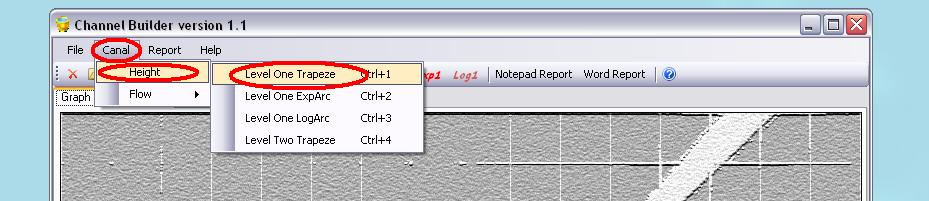 Channel Builder version 1.1
File Canal Report Help
Height Level One Trapeze Ctrl+1
xp1 Log1 Notepad Report Word Report
Flow Level One ExpArc Ctrl+2
Graph
Level One LogArc Ctrl+3
Level Two Trapeze Ctrl+4